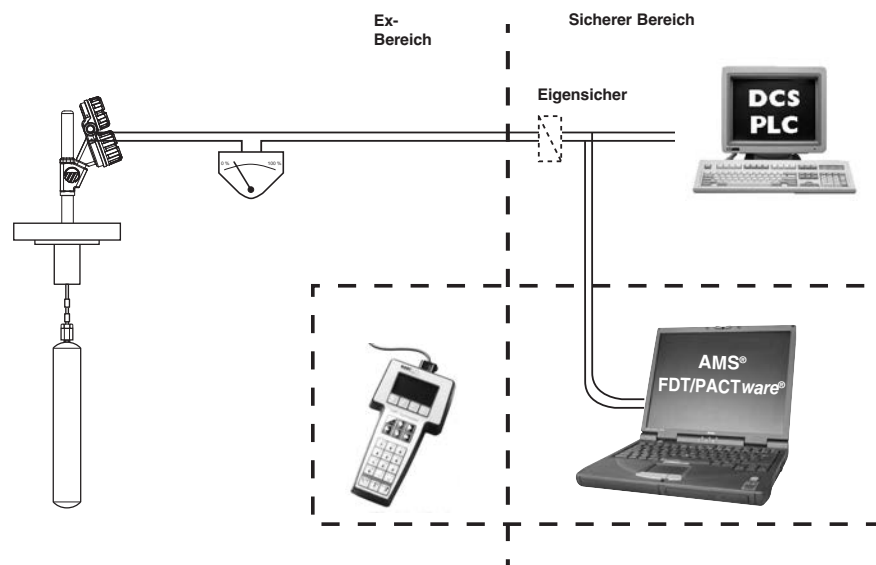 Ex-
Bereich
Sicherer Bereich
Eigensicher
DCS
PLC
0 %
100 %
AMS®
FDT/PACTware®